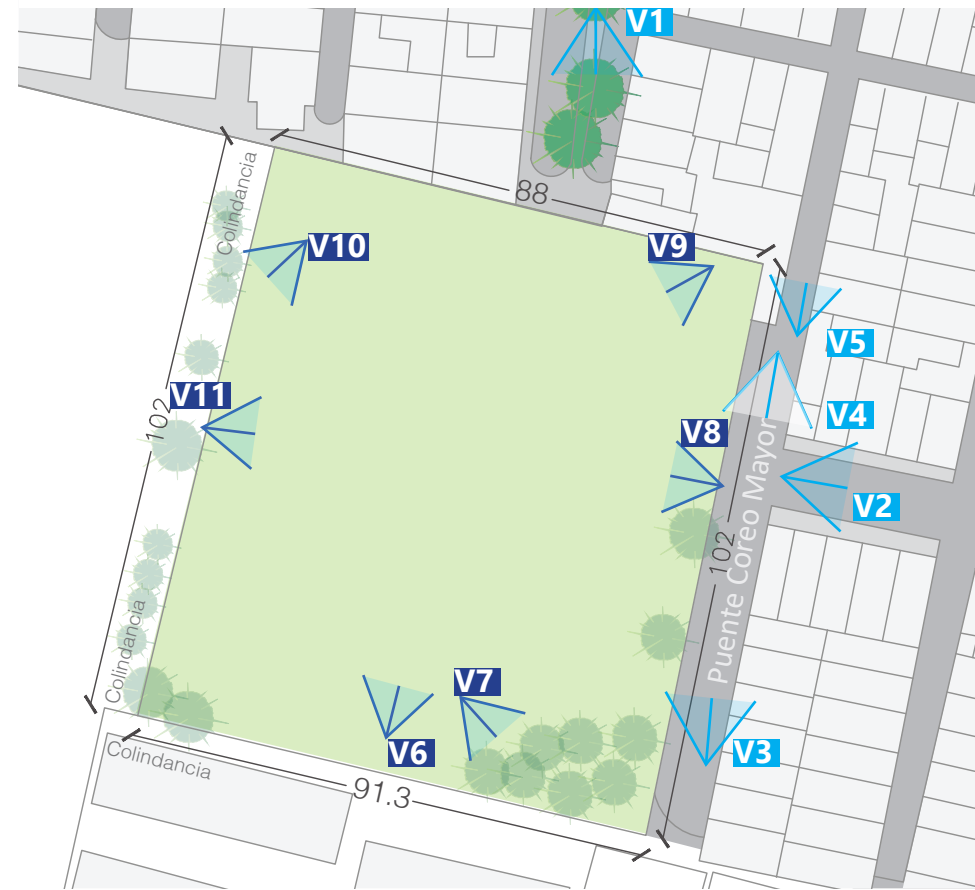 V1
Colindancia
88
V10
V9
V5
V11
102
V4
V8
V2
Puente Coreo Mayor
102
Colindancia
V7
V6
V3
Colindancia
91.3